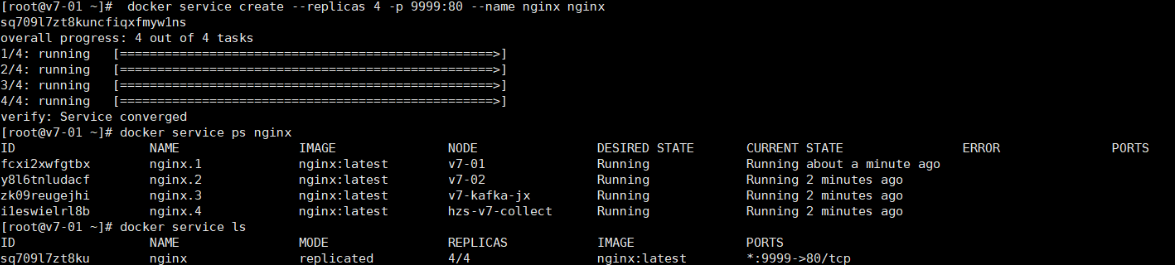 [root@v7-01 ~]#  docker service create --replicas 4 -p 9999:80 --name nginx nginx
sq709l7zt8kuncfiqxfmyw1ns
overall progress: 4 out of 4 tasks
1/4: running   [==================================================>]
2/4: running   [==================================================>]
3/4: running   [==================================================>]
4/4: running   [==================================================>]
verify: Service converged
[root@v7-01 ~]# docker service ps nginx
ID                  NAME                IMAGE               NODE                DESIRED STATE       CURRENT STATE                ERROR               PORTS
fcxi2xwfgtbx        nginx.1             nginx:latest        v7-01               Running             Running about a minute ago
y8l6tnludacf        nginx.2             nginx:latest        v7-02               Running             Running 2 minutes ago
zk09reugejhi        nginx.3             nginx:latest        v7-kafka-jx         Running             Running 2 minutes ago
i1eswielrl8b        nginx.4             nginx:latest        hzs-v7-collect      Running             Running 2 minutes ago
[root@v7-01 ~]# docker service ls
ID                  NAME                MODE                REPLICAS            IMAGE               PORTS
sq709l7zt8ku        nginx               replicated          4/4                 nginx:latest        *:9999->80/tcp